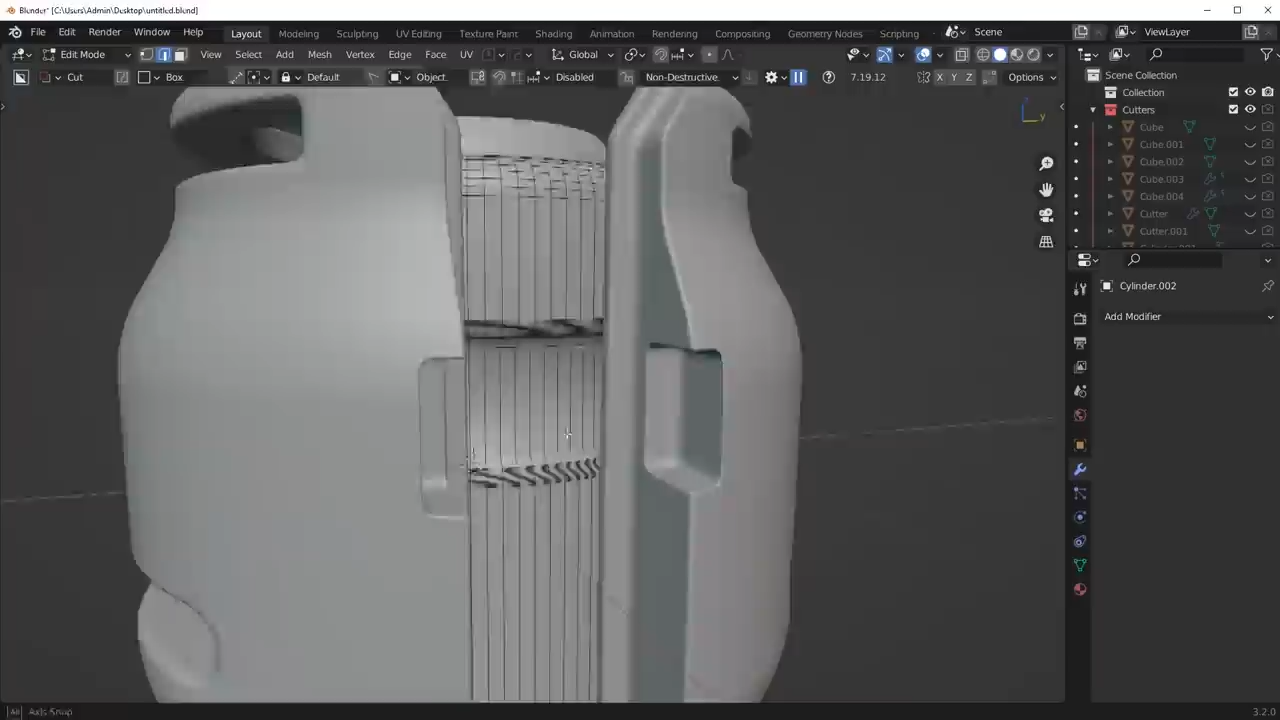 Blender* [C:\Users\Admin\Desktop\untitled.blend]
File Edit Render Window Help Layout Modeling Sculpting UV Editing Texture Paint Shading Animation Rendering Compositing Geometry Nodes Scripting Scene ViewLayer
Edit Mode View Select Add Mesh Vertex Edge Face UV Global
Cut Box Default Object Disabled Non-Destructive 7.19.12 X Y Z Options
Scene Collection
Collection
Cutters
Cube
Cube.001
Cube.002
Cube.003
Cube.004
Cutter
Cutter.001
Z
Y
Cylinder.002
Add Modifier
Alt Axis Snap
3.2.0